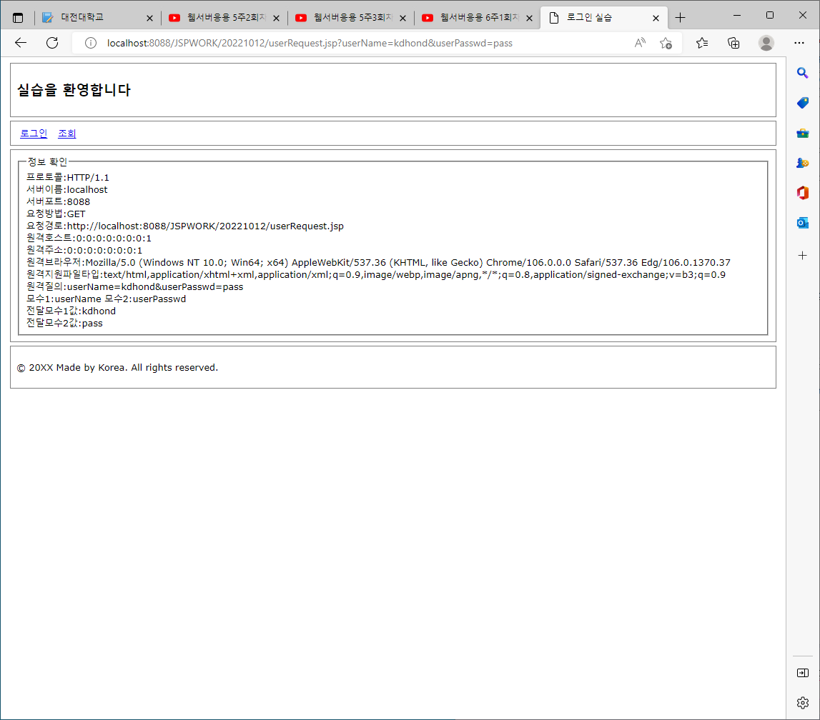 대전대학교
웹서버응용 5주2회
웹서버응용 5주3회
웹서버응용 6주1회
로그인 실습
localhost:8088/JSPWORK/20221012/userRequest.jsp?userName=kdhond&userPasswd=pass
실습을 환영합니다
로그인 조회
정보 확인
프로토콜:HTTP/1.1
서버이름:localhost
서버포트:8088
요청방법:GET
요청경로:http://localhost:8088/JSPWORK/20221012/userRequest.jsp
원격호스트:0:0:0:0:0:0:0:1
원격주소:0:0:0:0:0:0:0:1
원격브라우저:Mozilla/5.0 (Windows NT 10.0; Win64; x64) AppleWebKit/537.36 (KHTML, like Gecko) Chrome/106.0.0.0 Safari/537.36 Edg/106.0.1370.37
원격지원파일타입:text/html,application/xhtml+xml,application/xml;q=0.9,image/webp,image/apng,*/*;q=0.8,application/signed-exchange;v=b3;q=0.9
원격질의:userName=kdhond&userPasswd=pass
모수1:userName 모수2:userPasswd
전달모수1값:kdhond
전달모수2값:pass
© 20XX Made by Korea. All rights reserved.